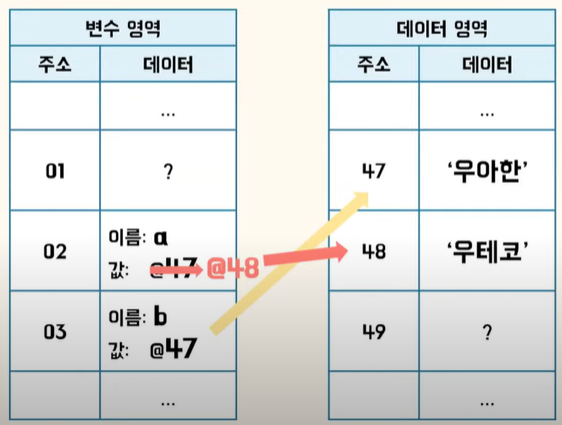 변수 영역
주소 데이터
...
01 ?
02 이름: a
값: @47 @48
03 이름: b
값: @47
...
데이터 영역
주소 데이터
...
47 '우아한'
48 '우테코'
49 ?
...